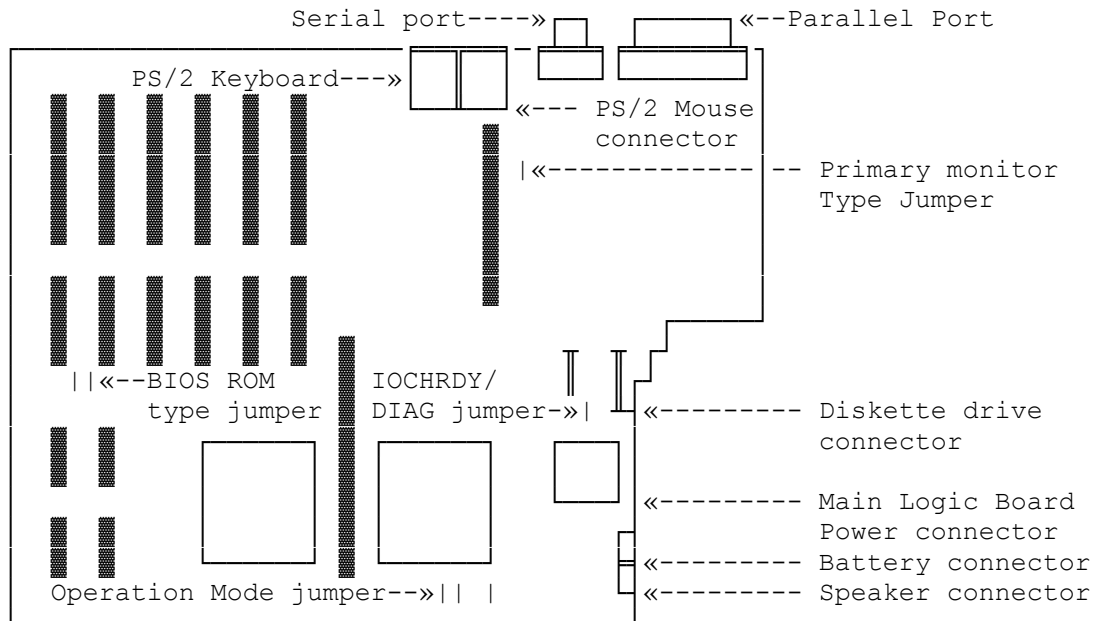 Serial port----» «--Parallel Port
PS/2 Keyboard---»
«--- PS/2 Mouse
connector
|«------------- -- Primary monitor
Type Jumper
||«--BIOS ROM IOCHRDY/
type jumper DIAG jumper-»|
«--------- Diskette drive
connector
«--------- Main Logic Board
Power connector
«--------- Battery connector
Operation Mode jumper--»|| | «--------- Speaker connector